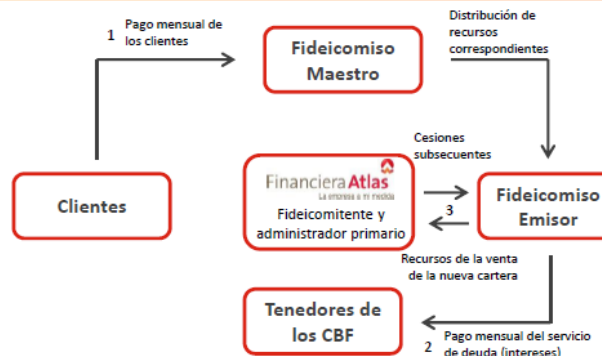 1 Pago mensual de
los clientes
Fideicomiso
Maestro
Distribución de
recursos
correspondientes
Clientes
Financiera Atlas
La empresa a mi medida
Fideicomitente y
administrador primario
Cesiones
subsecuentes
3
Fideicomiso
Emisor
Recursos de la venta
de la nueva cartera
Tenedores de
los CBF
2 Pago mensual del servicio
de deuda (intereses)